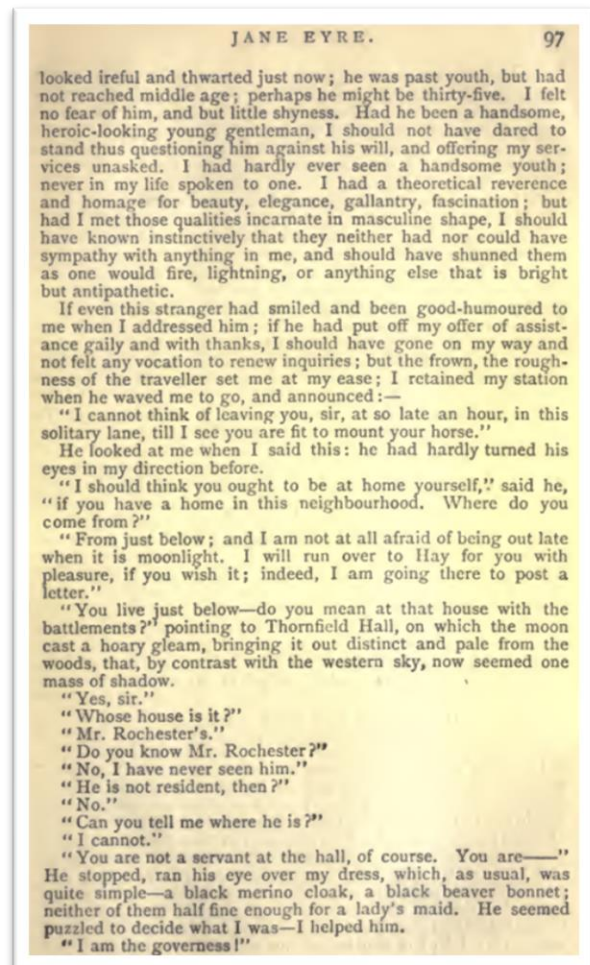 JANE EYRE. 97
looked ireful and thwarted just now; he was past youth, but had
not reached middle age; perhaps he might be thirty-five. I felt
no fear of him, and but little shyness. Had he been a handsome,
heroic-looking young gentleman, I should not have dared to
stand thus questioning him against his will, and offering my ser-
vices unasked. I had hardly ever seen a handsome youth;
never in my life spoken to one. I had a theoretical reverence
and homage for beauty, elegance, gallantry, fascination; but
had I met those qualities incarnate in masculine shape, I should
have known instinctively that they neither had nor could have
sympathy with anything in me, and should have shunned them
as one would fire, lightning, or anything else that is bright
but antipathetic.
If even this stranger had smiled and been good-humoured to
me when I addressed him; if he had put off my offer of assist-
ance gaily and with thanks, I should have gone on my way and
not felt any vocation to renew inquiries; but the frown, the rough-
ness of the traveller set me at my ease; I retained my station
when he waved me to go, and announced:—
"I cannot think of leaving you, sir, at so late an hour, in this
solitary lane, till I see you are fit to mount your horse."
He looked at me when I said this: he had hardly turned his
eyes in my direction before.
"I should think you ought to be at home yourself," said he,
"if you have a home in this neighbourhood. Where do you
come from?"
"From just below; and I am not at all afraid of being out late
when it is moonlight. I will run over to Hay for you with
pleasure, if you wish it; indeed, I am going there to post a
letter."
"You live just below—do you mean at that house with the
battlements?" pointing to Thornfield Hall, on which the moon
cast a hoary gleam, bringing it out distinct and pale from the
woods, that, by contrast with the western sky, now seemed one
mass of shadow.
"Yes, sir."
"Whose house is it?"
"Mr. Rochester's."
"Do you know Mr. Rochester?"
"No, I have never seen him."
"He is not resident, then?"
"No."
"Can you tell me where he is?"
"I cannot."
"You are not a servant at the hall, of course. You are——"
He stopped, ran his eye over my dress, which, as usual, was
quite simple—a black merino cloak, a black beaver bonnet;
neither of them half fine enough for a lady's maid. He seemed
puzzled to decide what I was—I helped him.
"I am the governess!"